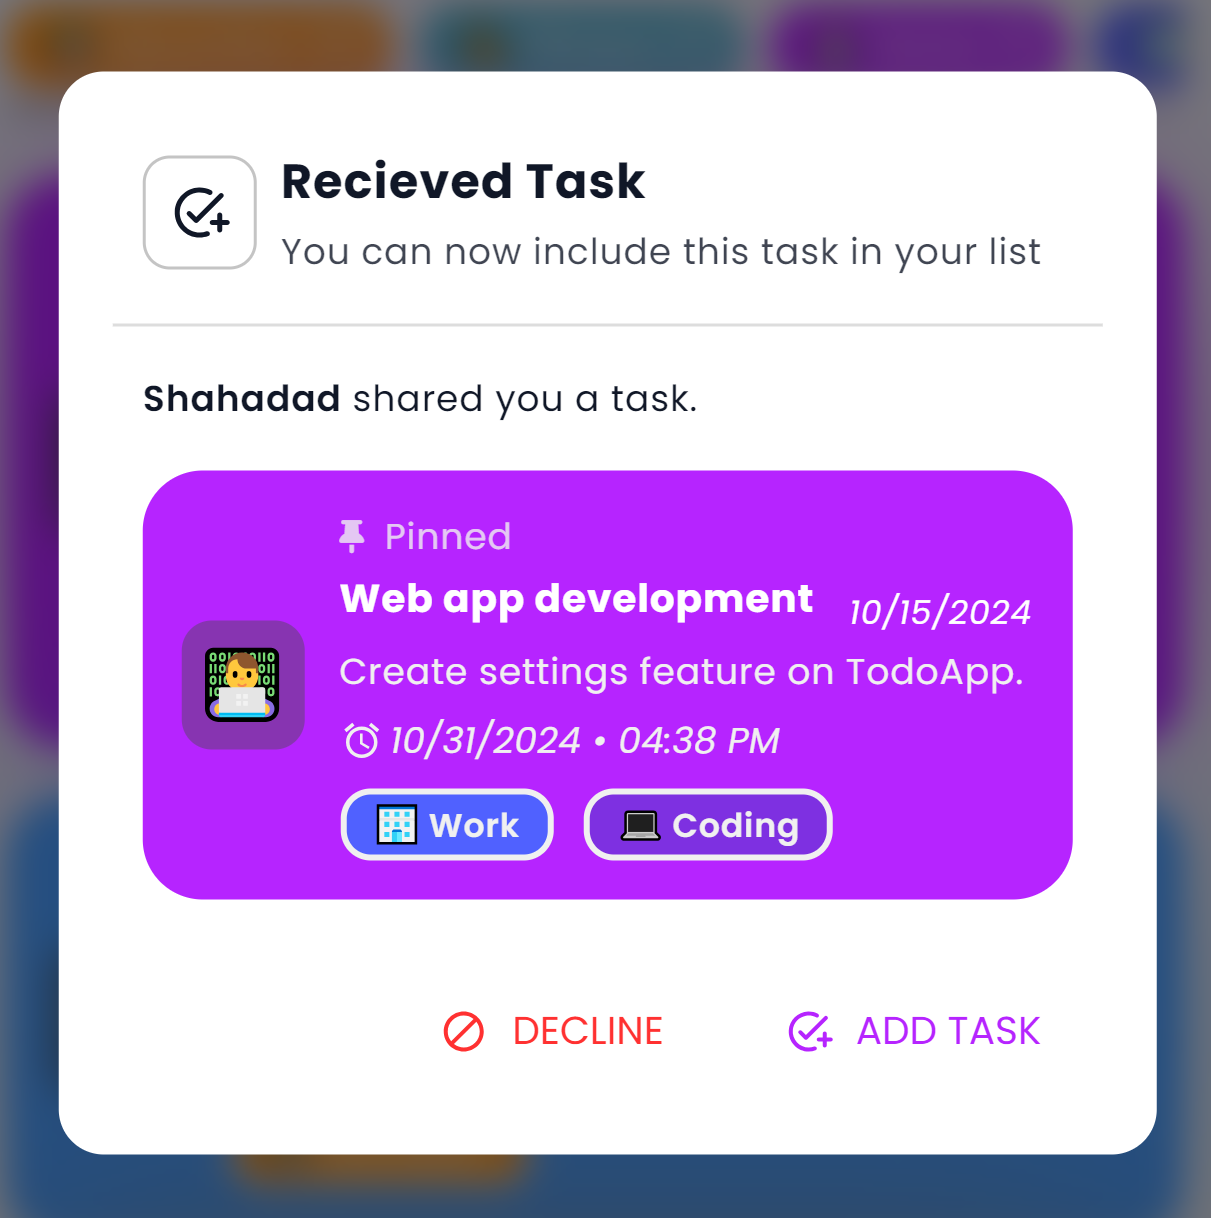 Recieved Task
You can now include this task in your list
Shahadad shared you a task.
Pinned
Web app development 10/15/2024
Create settings feature on TodoApp.
10/31/2024 • 04:38 PM
Work Coding
DECLINE ADD TASK